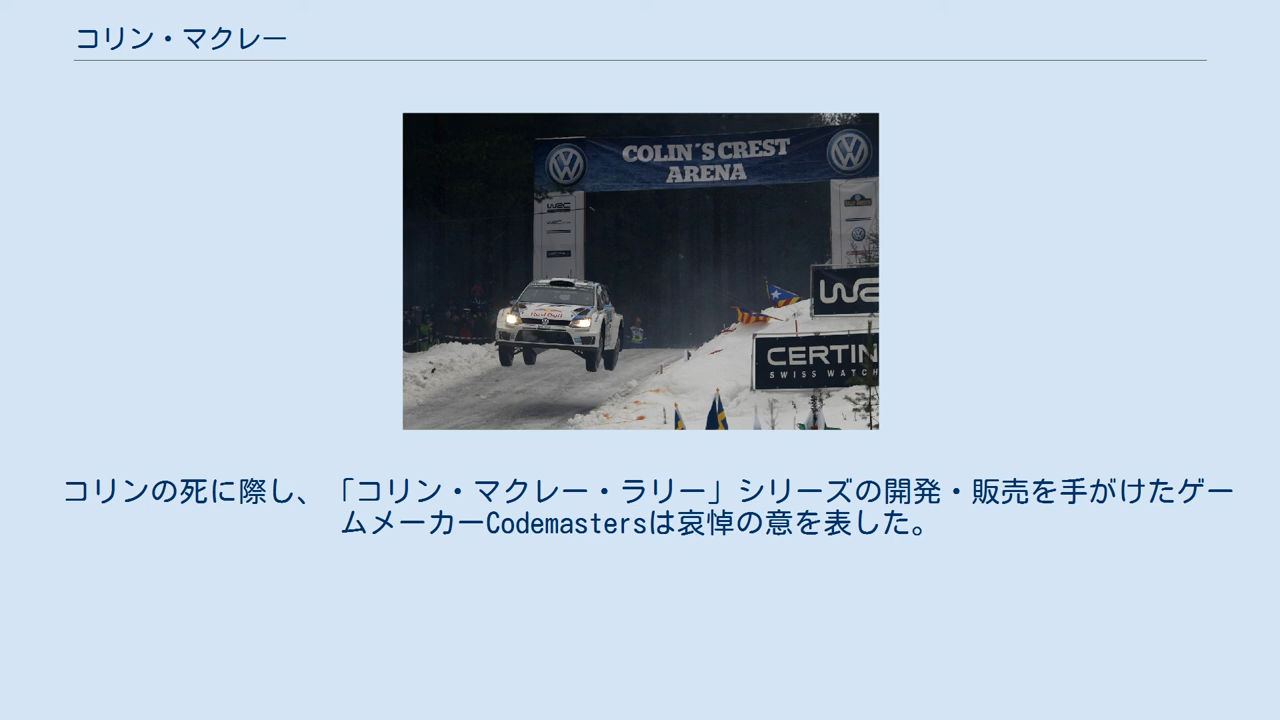 コリン・マクレー
COLIN´S CREST
ARENA
WRC
Red Bull
CERTIN
SWISS WATCH
コリンの死に際し、「コリン・マクレー・ラリー」シリーズの開発・販売を手がけたゲー
ムメーカーCodemastersは哀悼の意を表した。